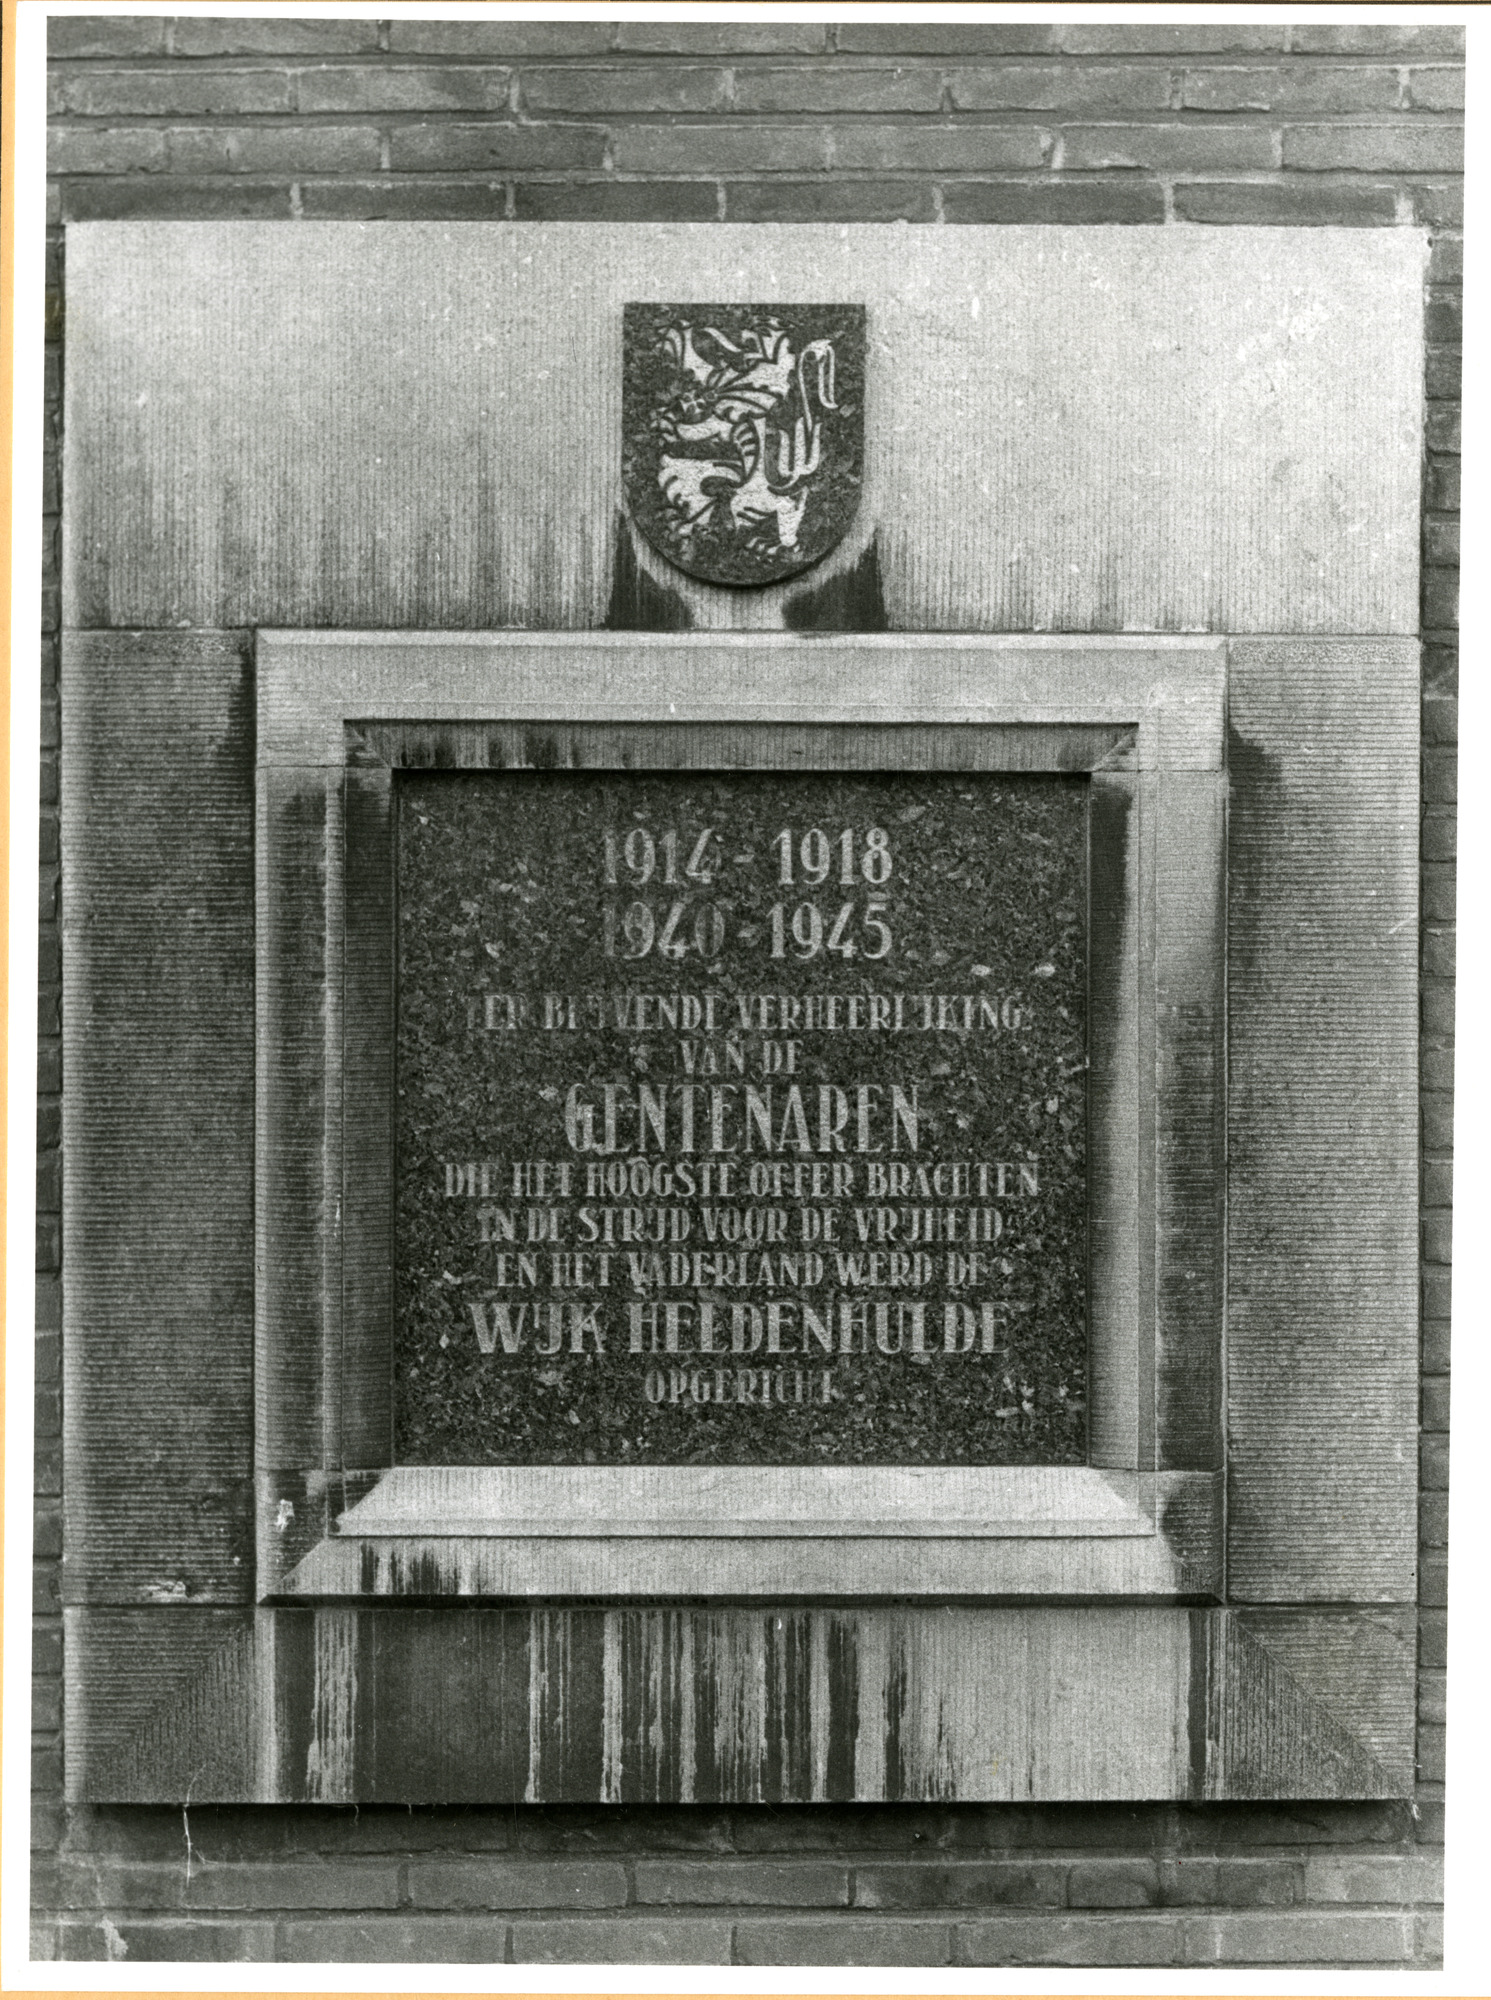 1914 - 1918
1940 - 1945
TER BLIJVENDE VERHEERLIJKING
VAN DE
GENTENAREN
DIE HET HOOGSTE OFFER BRACHTEN
IN DE STRIJD VOOR DE VRIJHEID
EN HET VADERLAND WERD DE
WIJK HELDENHULDE
OPGERICHT